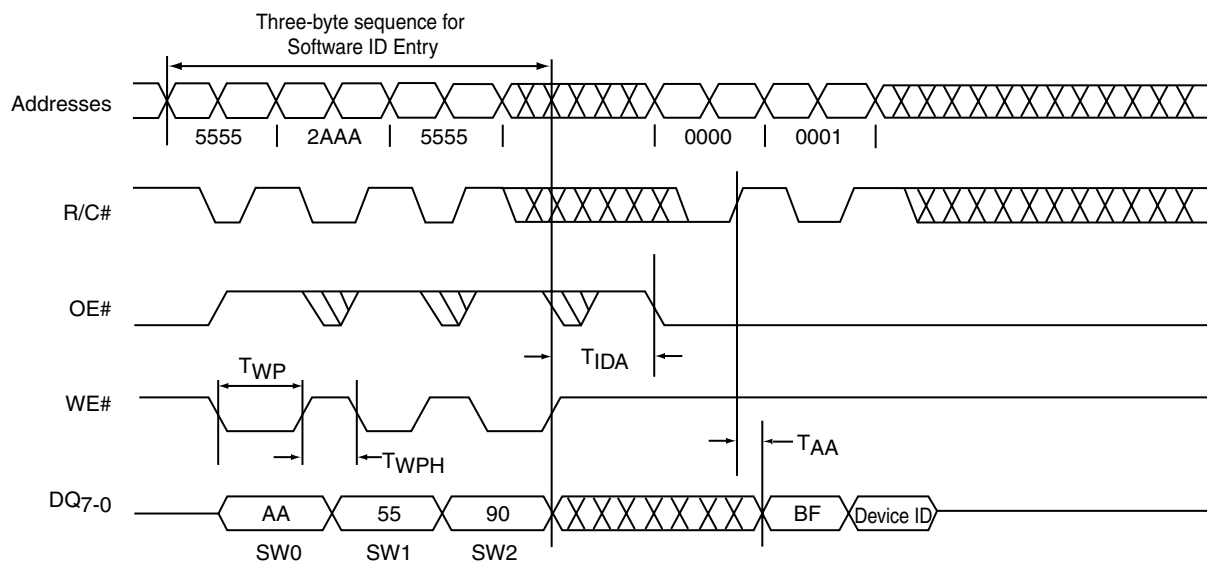 Three-byte sequence for
Software ID Entry
Addresses
5555 2AAA 5555 0000 0001
R/C#
OE#
TIDA
TWP
WE#
TAA
TWPH
DQ7-0
AA 55 90 BF Device ID
SW0 SW1 SW2